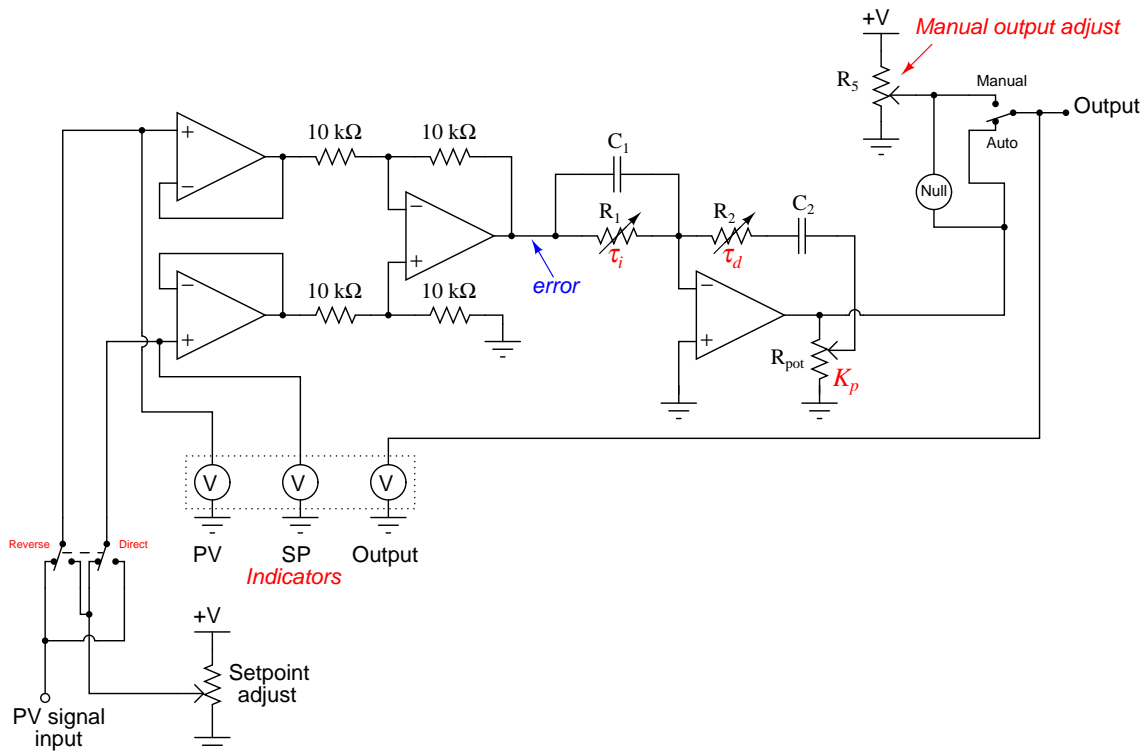 +V
Manual output adjust
R5
Manual
Output
Auto
Null
10 kΩ
10 kΩ
+
−
−
+
C1
R1
τi
R2
τd
C2
error
−
+
10 kΩ
10 kΩ
−
+
Rpot
Kp
V
V
V
PV
SP
Output
Indicators
Reverse
Direct
+V
Setpoint
adjust
PV signal
input